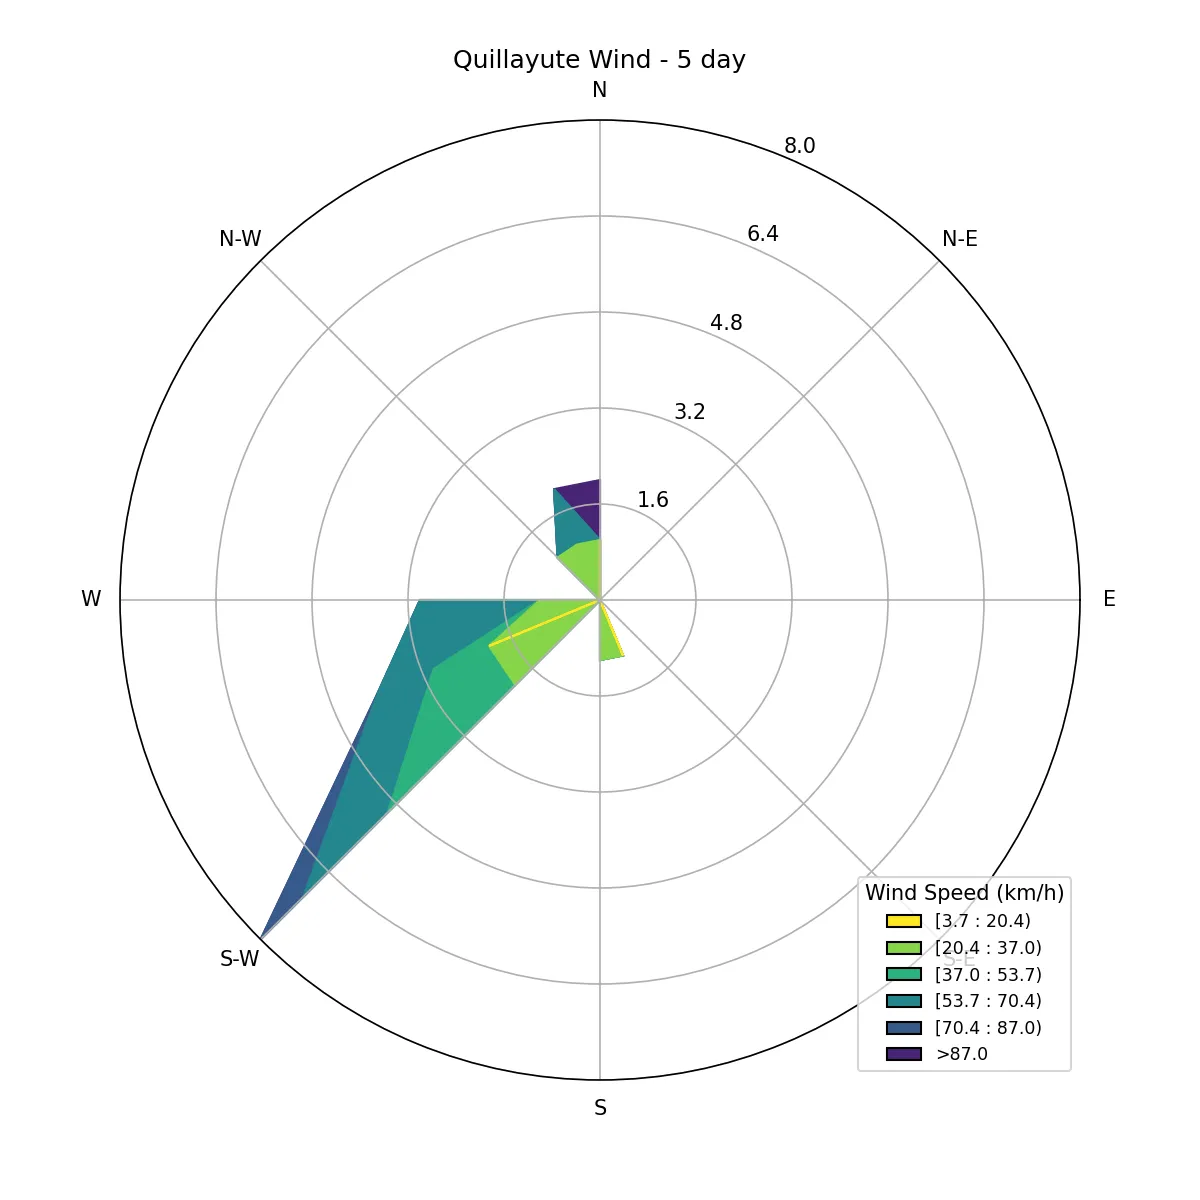 Quillayute Wind - 5 day
N
8.0
N-W
N-E
6.4
4.8
3.2
1.6
W
E
Wind Speed (km/h)
[3.7 : 20.4)
[20.4 : 37.0)
S-W
S-E
[37.0 : 53.7)
[53.7 : 70.4)
[70.4 : 87.0)
>87.0
S